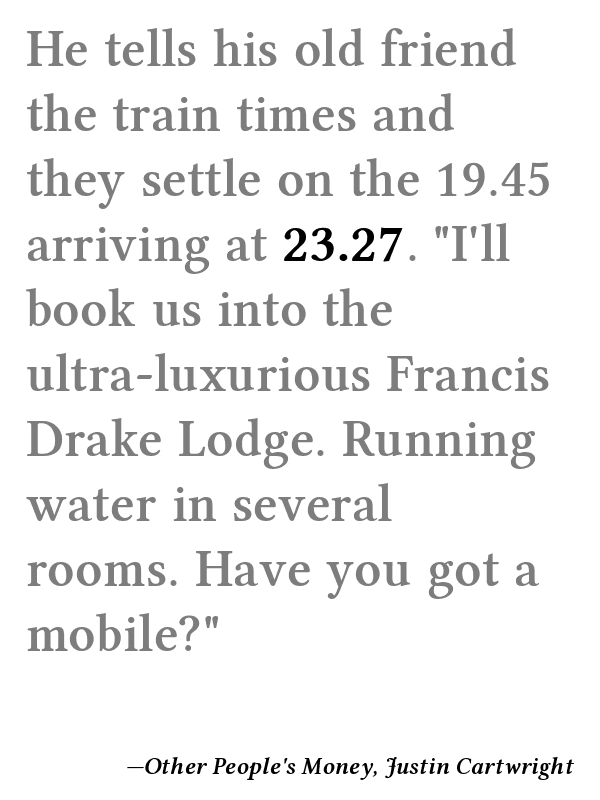 He tells his old friend
the train times and
they settle on the 19.45
arriving at 23.27. "I'll
book us into the
ultra-luxurious Francis
Drake Lodge. Running
water in several
rooms. Have you got a
mobile?"
—Other People's Money, Justin Cartwright